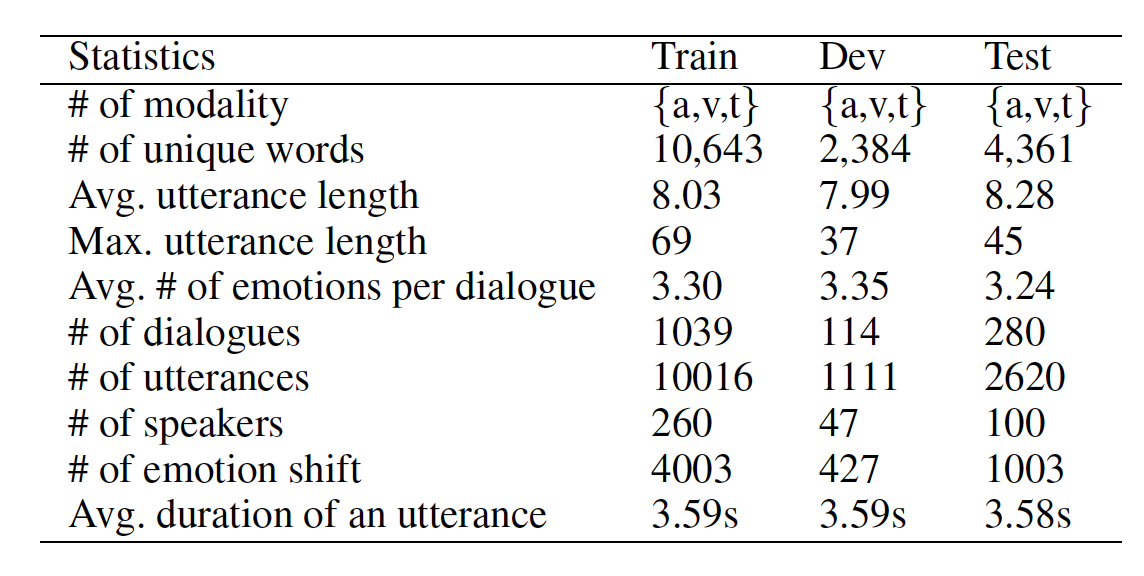 Statistics Train Dev Test
# of modality {a,v,t} {a,v,t} {a,v,t}
# of unique words 10,643 2,384 4,361
Avg. utterance length 8.03 7.99 8.28
Max. utterance length 69 37 45
Avg. # of emotions per dialogue 3.30 3.35 3.24
# of dialogues 1039 114 280
# of utterances 10016 1111 2620
# of speakers 260 47 100
# of emotion shift 4003 427 1003
Avg. duration of an utterance 3.59s 3.59s 3.58s